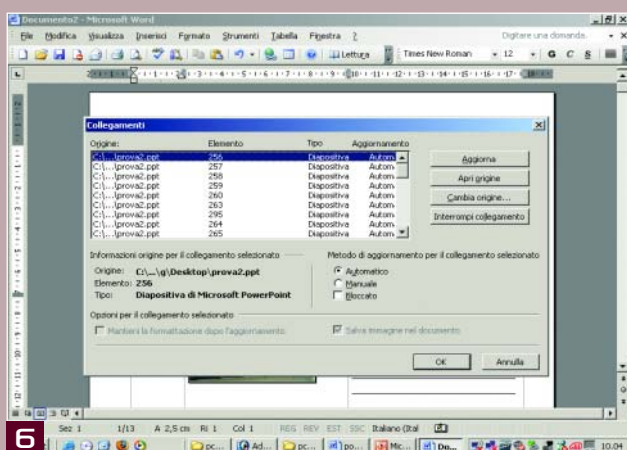 Documento2 - Microsoft Word
File Modifica Visualizza Inserisci Formato Strumenti Tabella Finestra ?
Digitare una domanda.
Lettura Times New Roman 12 G C S
Collegamenti
Origine: Elemento Tipo Aggiornamento
C:\...\prova2.ppt 256 Diapositiva Autom
C:\...\prova2.ppt 257 Diapositiva Autom
C:\...\prova2.ppt 258 Diapositiva Autom
C:\...\prova2.ppt 259 Diapositiva Autom
C:\...\prova2.ppt 260 Diapositiva Autom
C:\...\prova2.ppt 263 Diapositiva Autom
C:\...\prova2.ppt 295 Diapositiva Autom
C:\...\prova2.ppt 264 Diapositiva Autom
C:\...\prova2.ppt 265 Diapositiva Autom
Aggiorna
Apri origine
Cambia origine...
Interrompi collegamento
Informazioni origine per il collegamento selezionato
Origine: C:\...\g\Desktop\prova2.ppt
Elemento: 256
Tipo: Diapositiva di Microsoft PowerPoint
Metodo di aggiornamento per il collegamento selezionato
Automatico
Manuale
Bloccato
Opzioni per il collegamento selezionato
Mantieni la formattazione dopo l'aggiornamento
Salva immagine nel documento
OK Annulla
Sez 1 1/13 A 2,5 cm Ri 1 Col 1 REG REV EST SSC Italiano (Ital
6
pc... Ad... pc... po... Mic... Do... 10.04